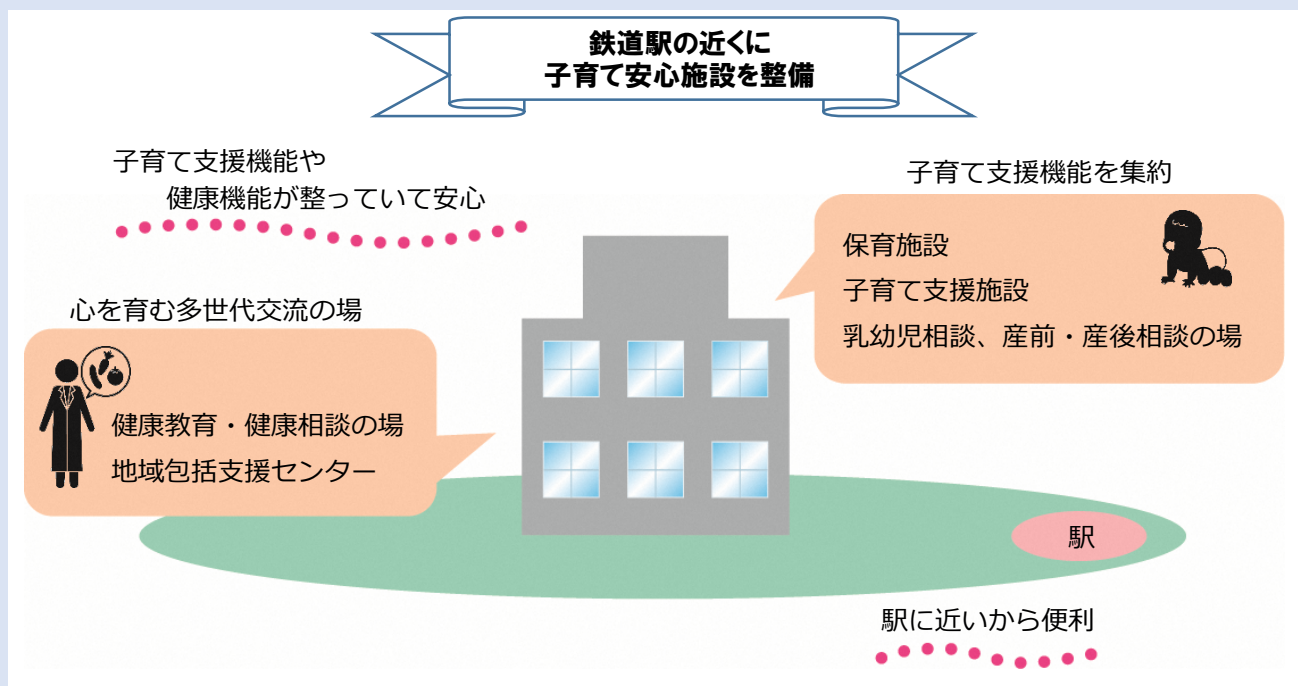 鉄道駅の近くに
子育て安心施設を整備
子育て支援機能や
健康機能が整っていて安心
子育て支援機能を集約
保育施設
子育て支援施設
乳幼児相談、産前・産後相談の場
心を育む多世代交流の場
健康教育・健康相談の場
地域包括支援センター
駅
駅に近いから便利